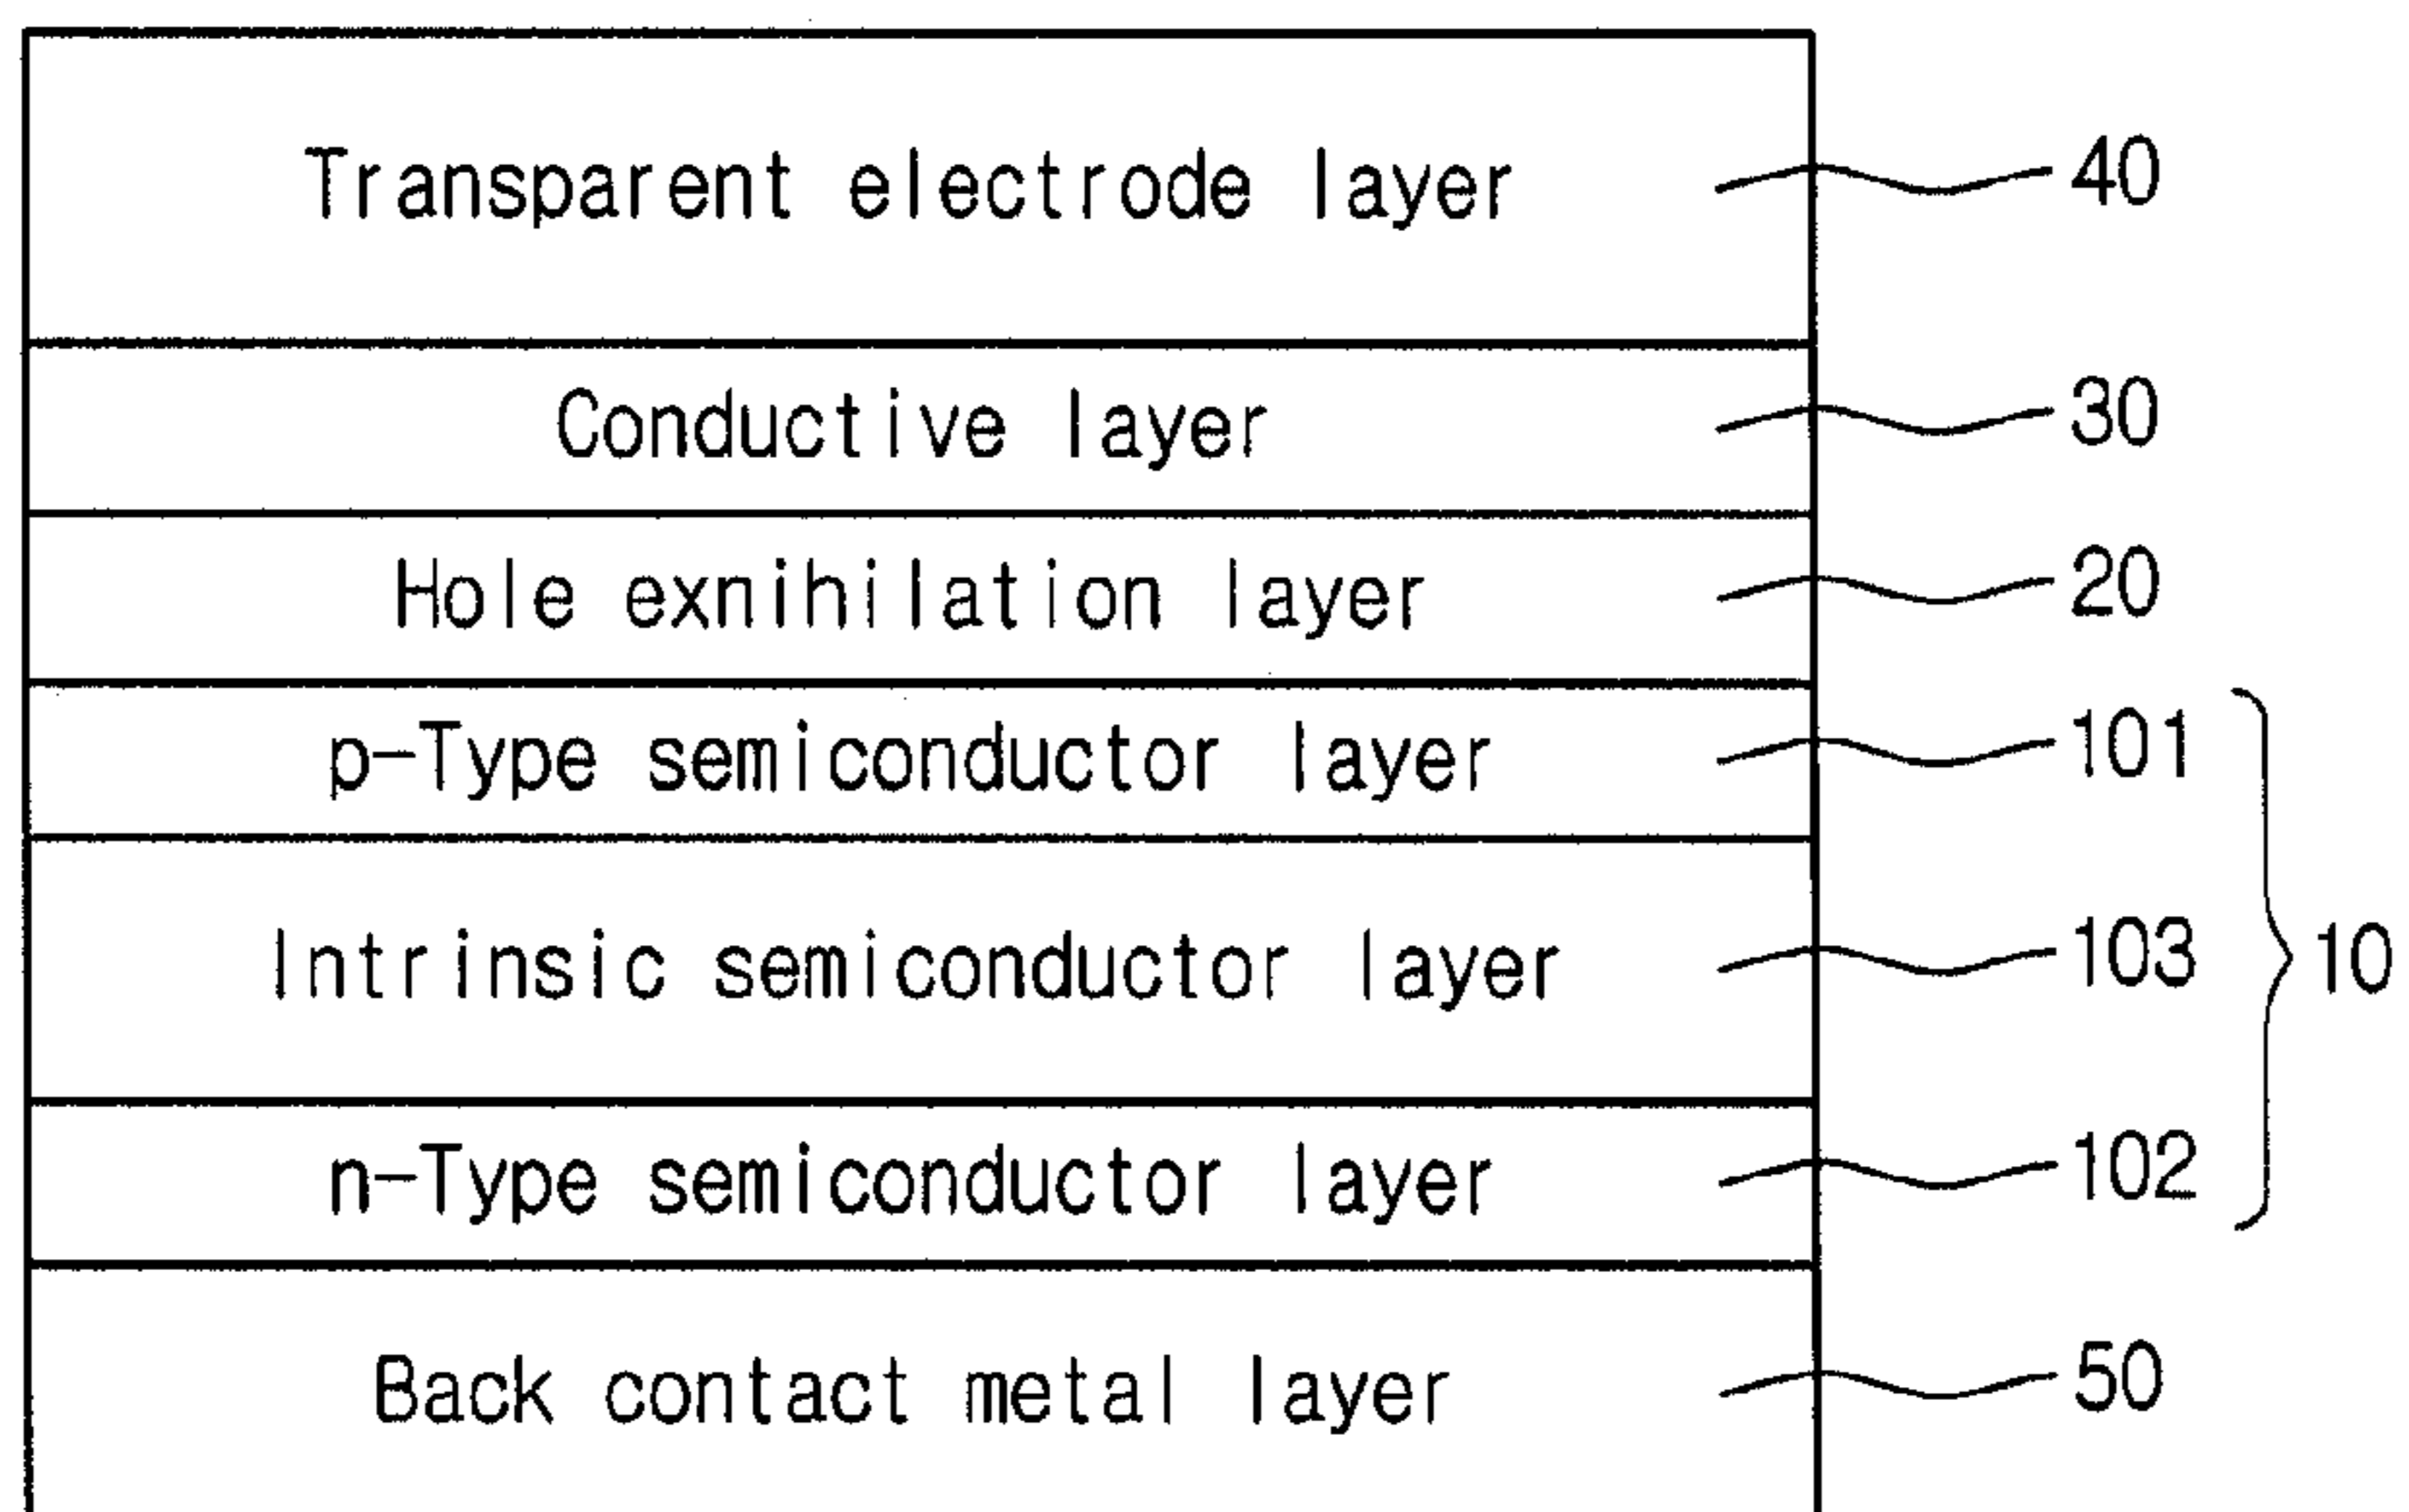 Transparent electrode layer 40
Conductive layer 30
Hole exnihilation layer 20
p-Type semiconductor layer 101
Intrinsic semiconductor layer 103
10
n-Type semiconductor layer 102
Back contact metal layer 50